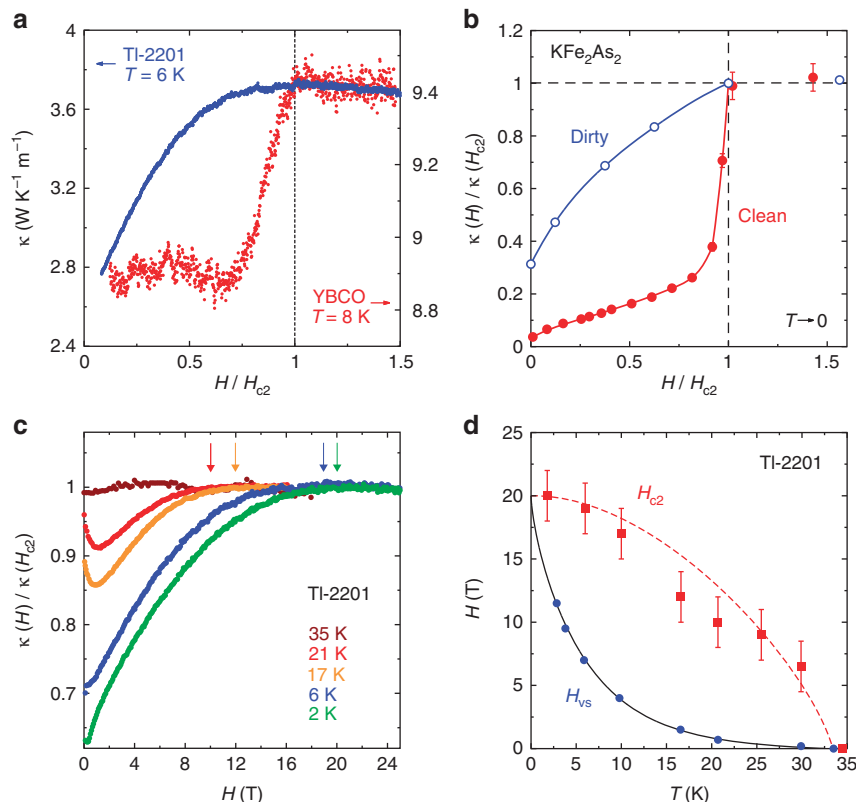 a
4
3.6
3.2
2.8
2.4
κ (W K⁻¹ m⁻¹)
Tl-2201
T = 6 K
YBCO
T = 8 K
9.4
9.2
9
8.8
0
0.5
1
1.5
H / Hc2
b
1.2
1
0.8
0.6
0.4
0.2
0
κ (H) / κ (Hc2)
KFe₂As₂
Dirty
Clean
T→0
0
0.5
1
1.5
H / Hc2
c
1
0.9
0.8
0.7
κ (H) / κ (Hc2)
Tl-2201
35 K
21 K
17 K
6 K
2 K
0
4
8
12
16
20
24
H (T)
d
25
20
15
10
5
0
H (T)
Tl-2201
Hc2
Hvs
0
5
10
15
20
25
30
35
T (K)